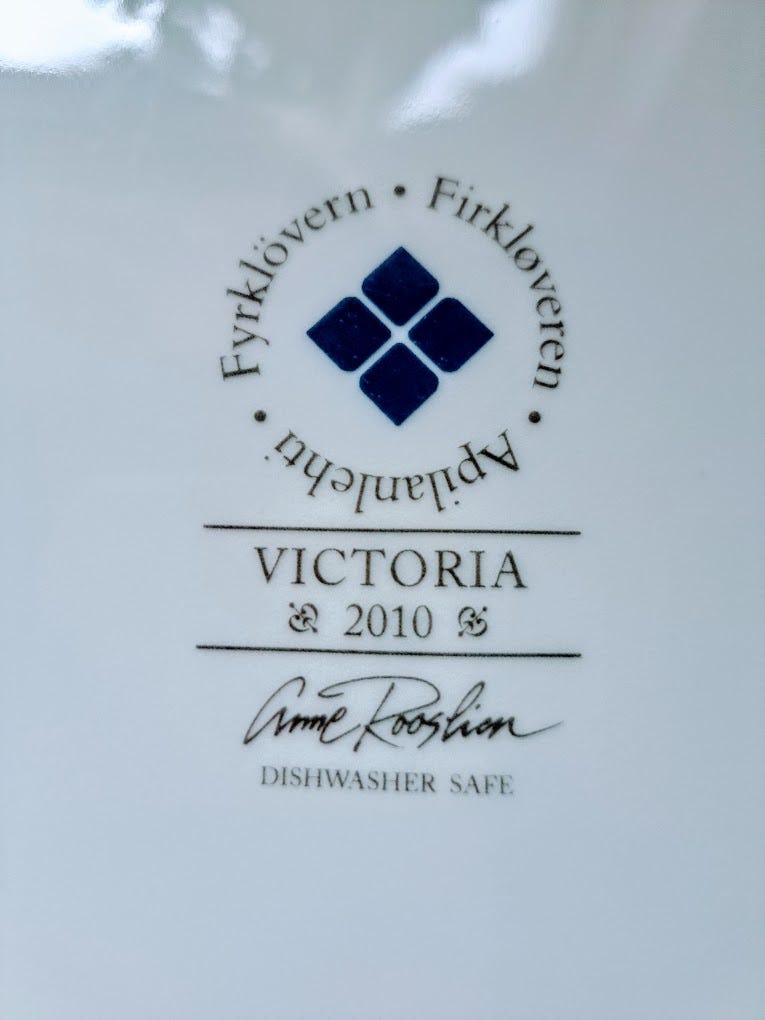 Fyrklövern • Firkløveren • Apilanlehti •
VICTORIA
2010
Anne Rooslien
DISHWASHER SAFE